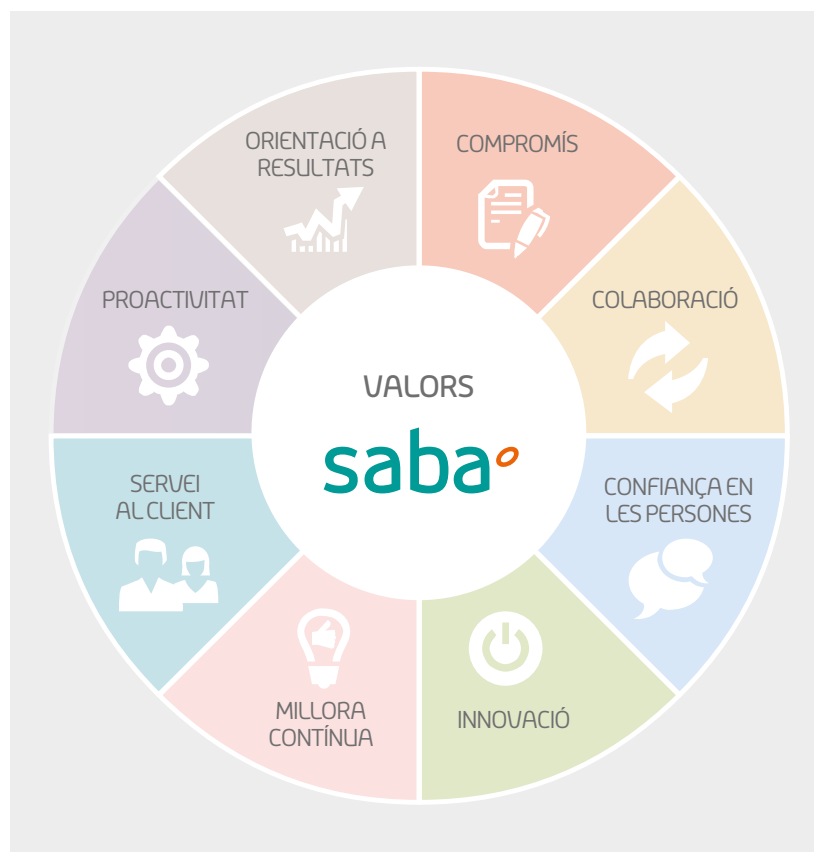 ORIENTACIÓ A
RESULTATS
COMPROMÍS
PROACTIVITAT
COLABORACIÓ
VALORS
saba
SERVEI
AL CLIENT
CONFIANÇA EN
LES PERSONES
MILLORA
CONTÍNUA
INNOVACIÓ